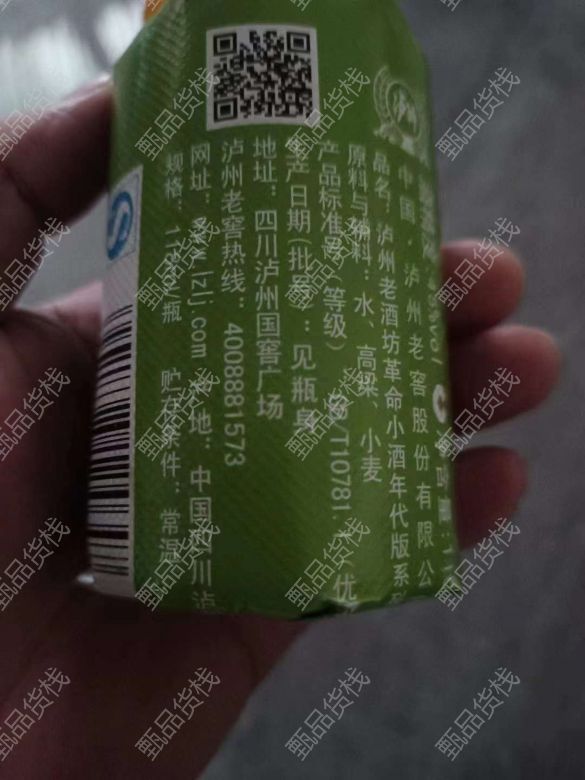 中国·泸州老窖股份有限公
品名：泸州老酒坊革命小酒年代版系列
原料与辅料：水、高粱、小麦
产品标准号（等级）
/T10781.
（优
生产日期（批号）：见瓶身
地址：四川泸州国窖广场
泸州老窖热线：4008881573
网址：www.lzlj.com
地：中国四川泸
规格：
/瓶
贮存条件：常温
甄品货栈